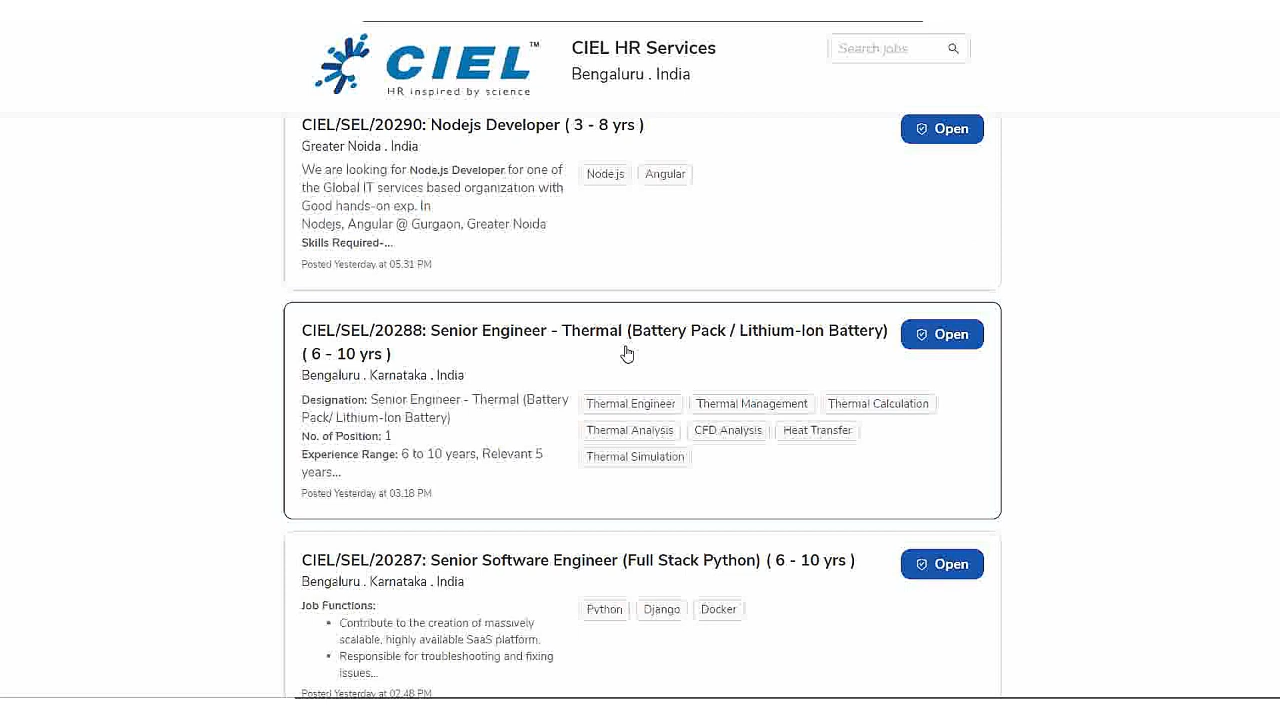 CIEL™
HR inspired by science
CIEL HR Services
Bengaluru . India
Search jobs
CIEL/SEL/20290: Nodejs Developer ( 3 - 8 yrs )
Open
Greater Noida . India
We are looking for Node.js Developer for one of
the Global IT services based organization with
Good hands-on exp. In
Nodejs, Angular @ Gurgaon, Greater Noida
Skills Required-...
Node.js Angular
Posted Yesterday at 05.31 PM
CIEL/SEL/20288: Senior Engineer - Thermal (Battery Pack / Lithium-Ion Battery)
( 6 - 10 yrs )
Open
Bengaluru . Karnataka . India
Designation: Senior Engineer - Thermal (Battery
Pack/ Lithium-Ion Battery)
No. of Position: 1
Experience Range: 6 to 10 years, Relevant 5
years...
Thermal Engineer Thermal Management Thermal Calculation
Thermal Analysis CFD Analysis Heat Transfer
Thermal Simulation
Posted Yesterday at 03.18 PM
CIEL/SEL/20287: Senior Software Engineer (Full Stack Python) ( 6 - 10 yrs )
Open
Bengaluru . Karnataka . India
Job Functions:
• Contribute to the creation of massively
scalable, highly available SaaS platform.
• Responsible for troubleshooting and fixing
issues...
Python Django Docker
Posted Yesterday at 02.48 PM